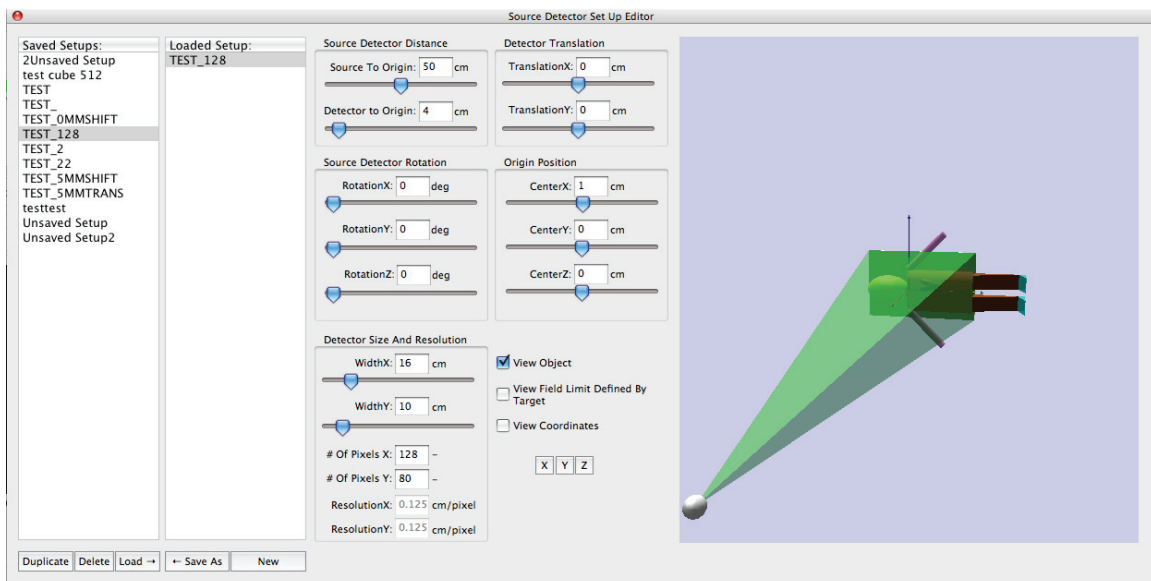 Source Detector Set Up Editor
Saved Setups:
2Unsaved Setup
test cube 512
TEST
TEST_
TEST_0MMSHIFT
TEST_128
TEST_2
TEST_22
TEST_5MMSHIFT
TEST_5MMTRANS
testtest
Unsaved Setup
Unsaved Setup2
Loaded Setup:
TEST_128
Source Detector Distance
Source To Origin: 50 cm
Detector to Origin: 4 cm
Detector Translation
TranslationX: 0 cm
TranslationY: 0 cm
Source Detector Rotation
RotationX: 0 deg
RotationY: 0 deg
RotationZ: 0 deg
Origin Position
CenterX: 1 cm
CenterY: 0 cm
CenterZ: 0 cm
Detector Size And Resolution
WidthX: 16 cm
WidthY: 10 cm
# Of Pixels X: 128 -
# Of Pixels Y: 80 -
ResolutionX: 0.125 cm/pixel
ResolutionY: 0.125 cm/pixel
View Object
View Field Limit Defined By
Target
View Coordinates
X Y Z
Duplicate Delete Load → ← Save As New